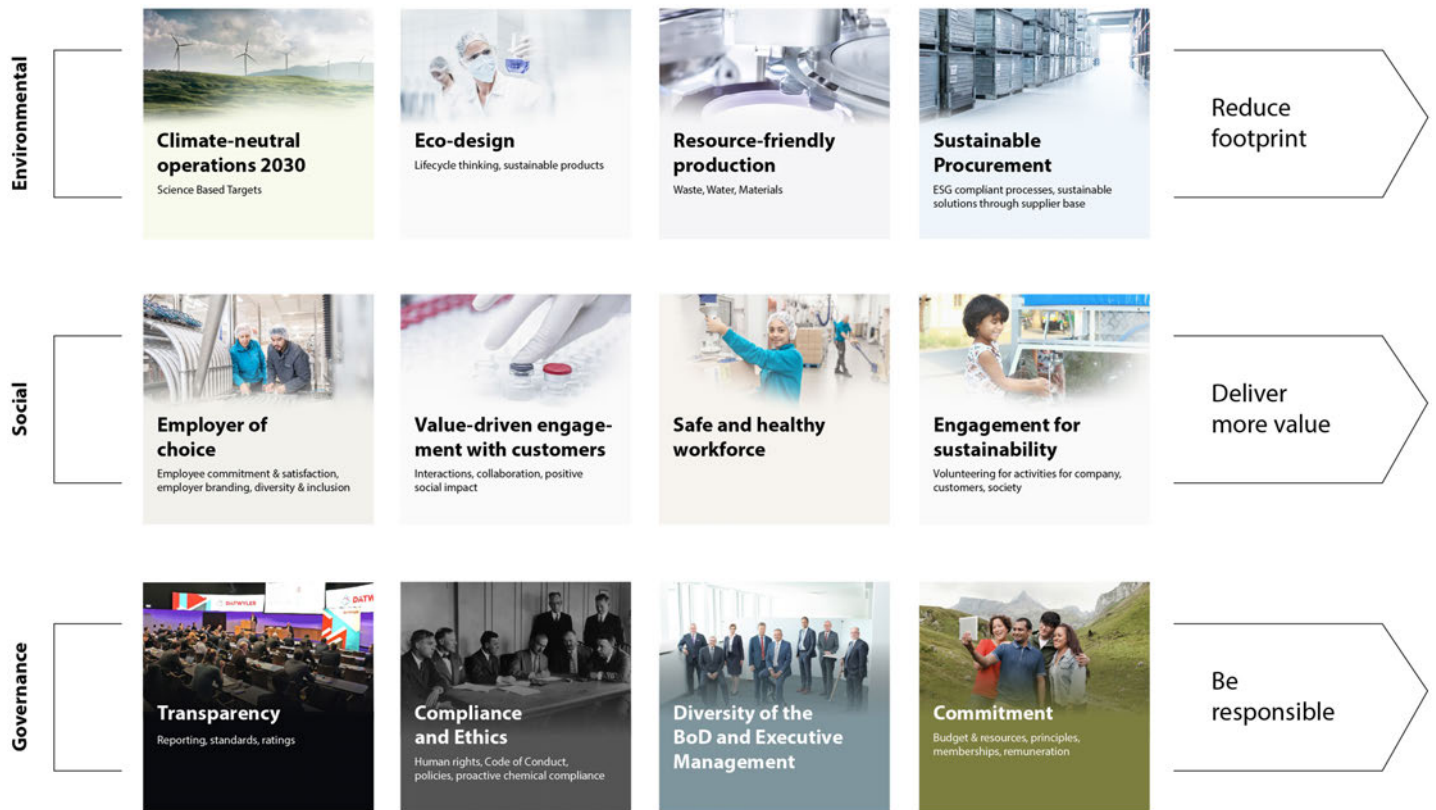 Environmental
Climate-neutral
operations 2030
Science Based Targets
Eco-design
Lifecycle thinking, sustainable products
Resource-friendly
production
Waste, Water, Materials
Sustainable
Procurement
ESG compliant processes, sustainable
solutions through supplier base
Reduce
footprint
Social
Employer of
choice
Employee commitment & satisfaction,
employer branding, diversity & inclusion
Value-driven engage-
ment with customers
Interactions, collaboration, positive
social impact
Safe and healthy
workforce
Engagement for
sustainability
Volunteering for activities for company,
customers, society
Deliver
more value
Governance
DATWYLER
DATW
Transparency
Reporting, standards, ratings
Compliance
and Ethics
Human rights, Code of Conduct,
policies, proactive chemical compliance
Diversity of the
BoD and Executive
Management
Commitment
Budget & resources, principles,
memberships, remuneration
Be
responsible